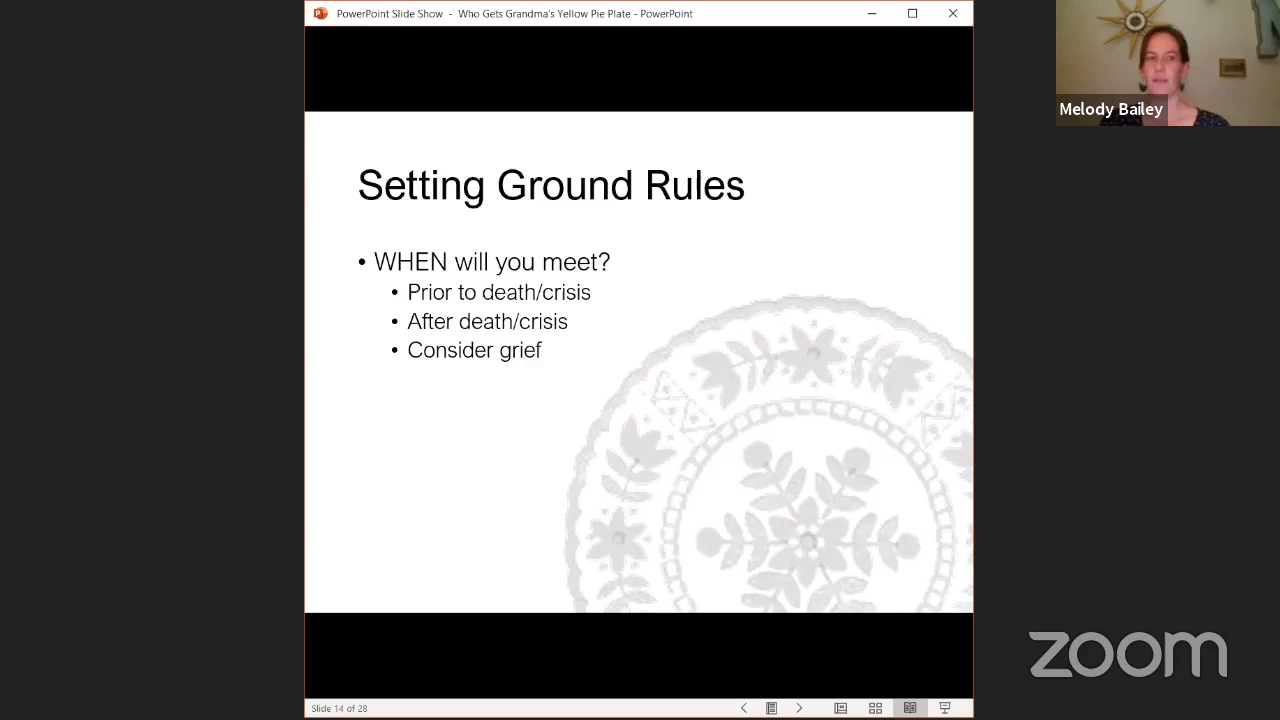 PowerPoint Slide Show - Who Gets Grandma's Yellow Pie Plate - PowerPoint
Melody Bailey
Setting Ground Rules
• WHEN will you meet?
• Prior to death/crisis
• After death/crisis
• Consider grief
zoom
Slide 14 of 28